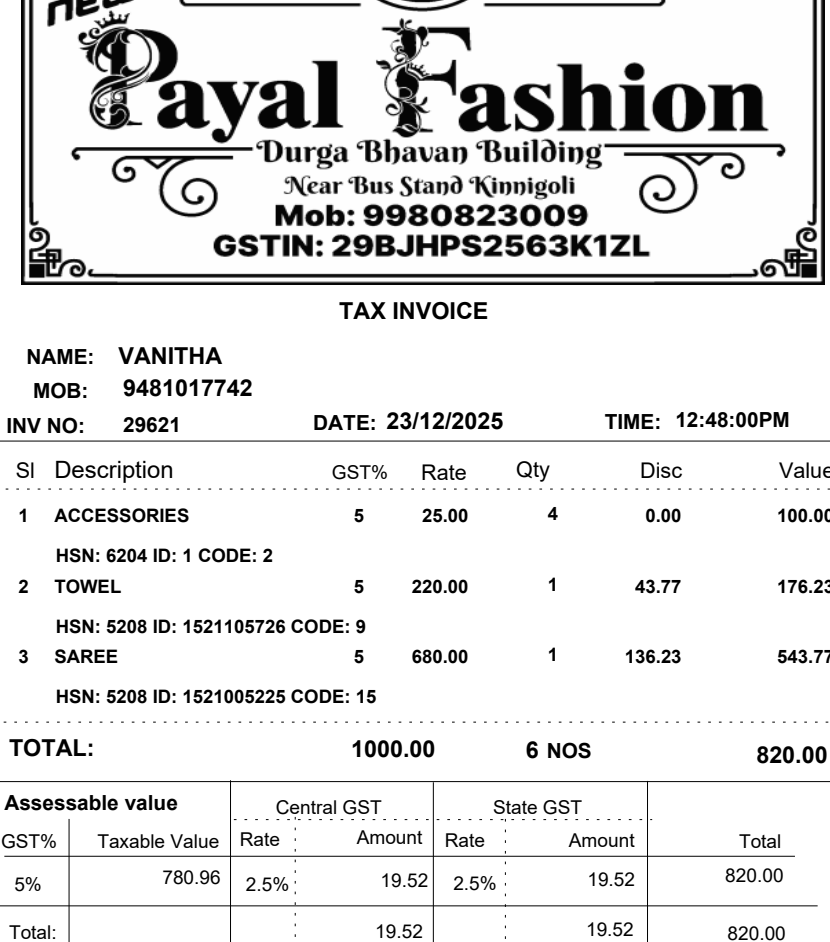 new
Payal Fashion
Durga Bhavan Building
Near Bus Stand Kinnigoli
Mob: 9980823009
GSTIN: 29BJHPS2563K1ZL
TAX INVOICE
NAME: VANITHA
MOB: 9481017742
INV NO: 29621 DATE: 23/12/2025 TIME: 12:48:00PM
Sl Description GST% Rate Qty Disc Value
1 ACCESSORIES 5 25.00 4 0.00 100.00
HSN: 6204 ID: 1 CODE: 2
2 TOWEL 5 220.00 1 43.77 176.23
HSN: 5208 ID: 1521105726 CODE: 9
3 SAREE 5 680.00 1 136.23 543.77
HSN: 5208 ID: 1521005225 CODE: 15
TOTAL: 1000.00 6 NOS 820.00
Assessable value Central GST State GST
GST% Taxable Value Rate Amount Rate Amount Total
5% 780.96 2.5% 19.52 2.5% 19.52 820.00
Total: 19.52 19.52 820.00